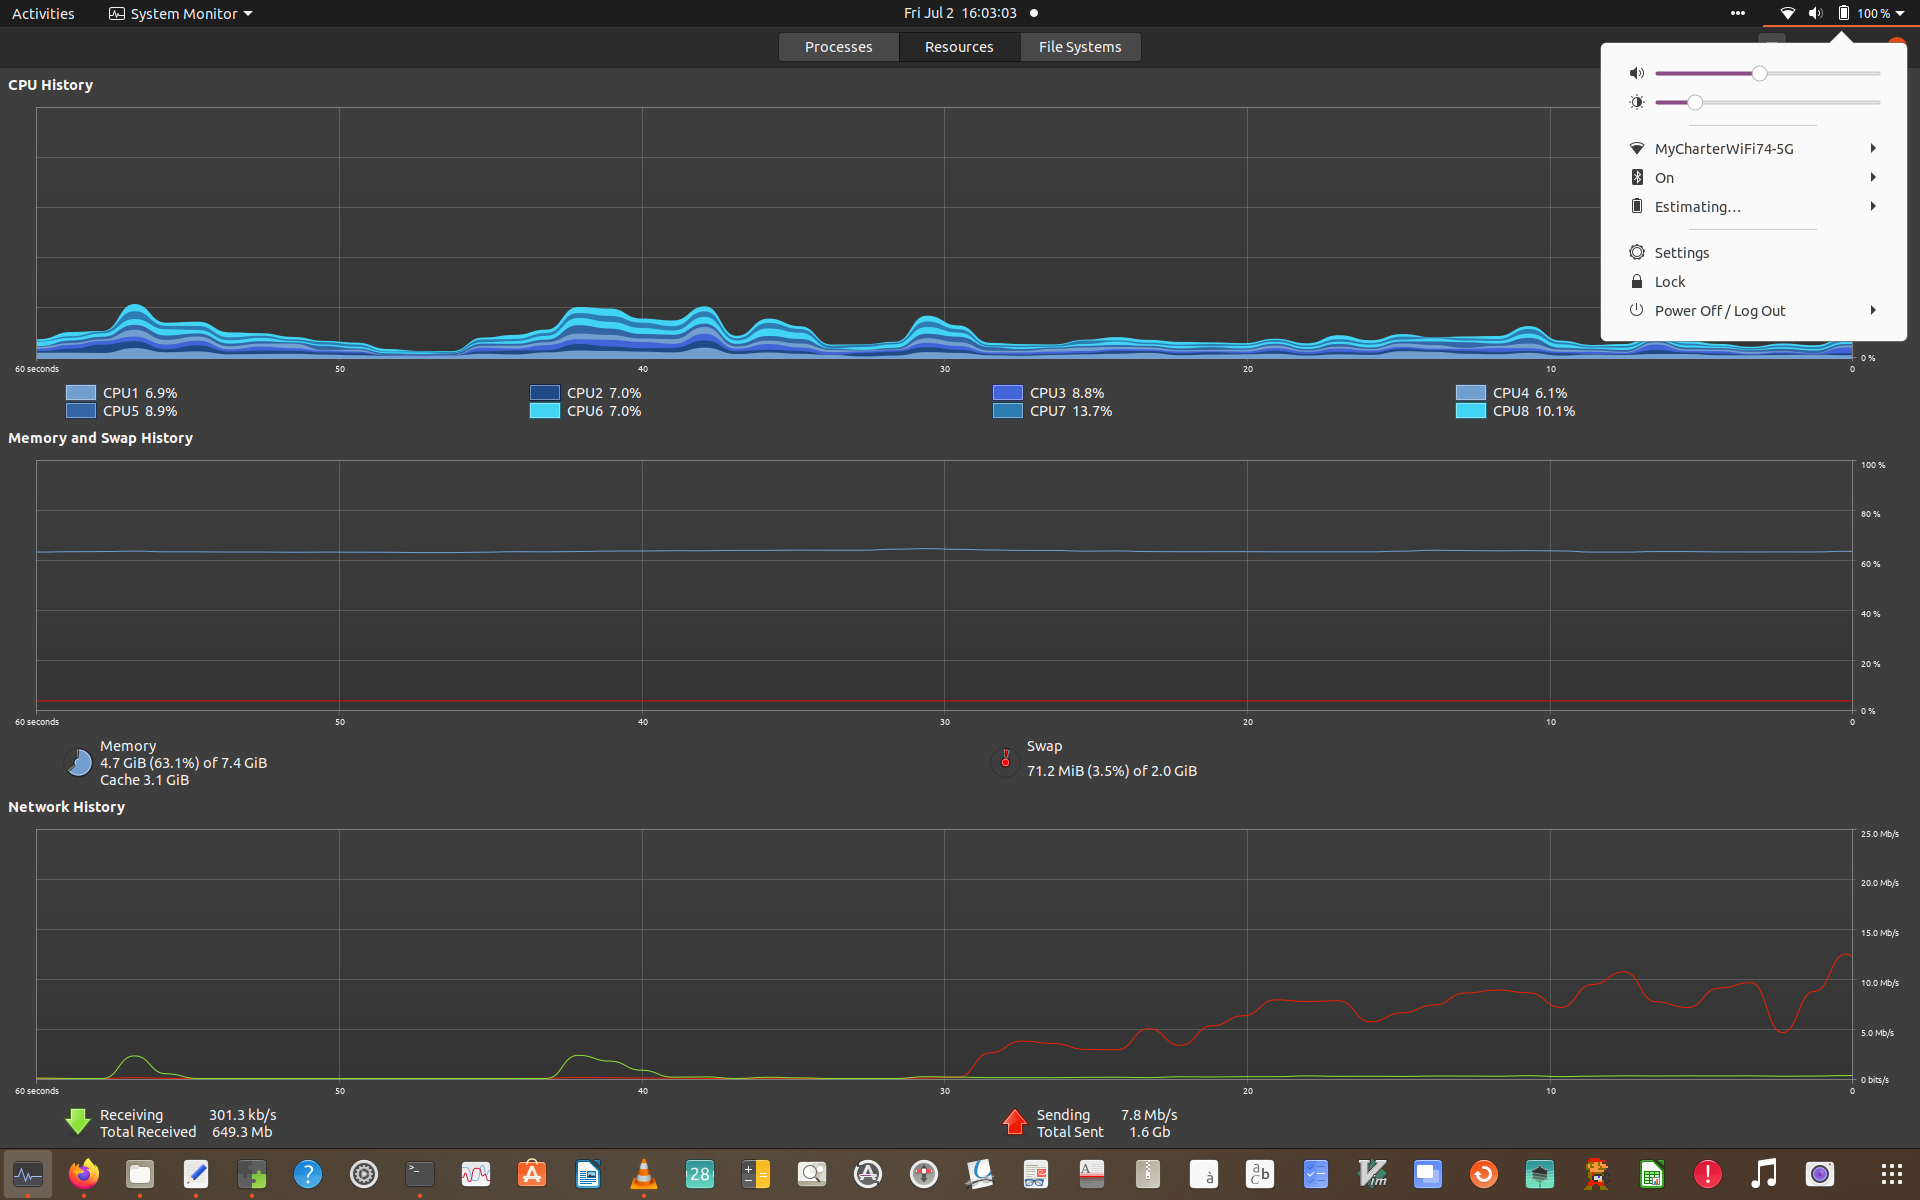 Activities
System Monitor
Fri Jul 2 16:03:03
100 %
Processes
Resources
File Systems
MyCharterWiFi74-5G
On
Estimating…
Settings
Lock
Power Off / Log Out
CPU History
0 %
60 seconds 50 40 30 20 10 0
CPU1 6.9% CPU2 7.0% CPU3 8.8% CPU4 6.1%
CPU5 8.9% CPU6 7.0% CPU7 13.7% CPU8 10.1%
Memory and Swap History
100 %
80 %
60 %
40 %
20 %
0 %
60 seconds 50 40 30 20 10 0
Memory
4.7 GiB (63.1%) of 7.4 GiB
Cache 3.1 GiB
Swap
71.2 MiB (3.5%) of 2.0 GiB
Network History
25.0 Mb/s
20.0 Mb/s
15.0 Mb/s
10.0 Mb/s
5.0 Mb/s
0 bits/s
60 seconds 50 40 30 20 10 0
Receiving 301.3 kb/s
Total Received 649.3 Mb
Sending 7.8 Mb/s
Total Sent 1.6 Gb
?
>_
A
28
A
à
ab
c
Vim
!